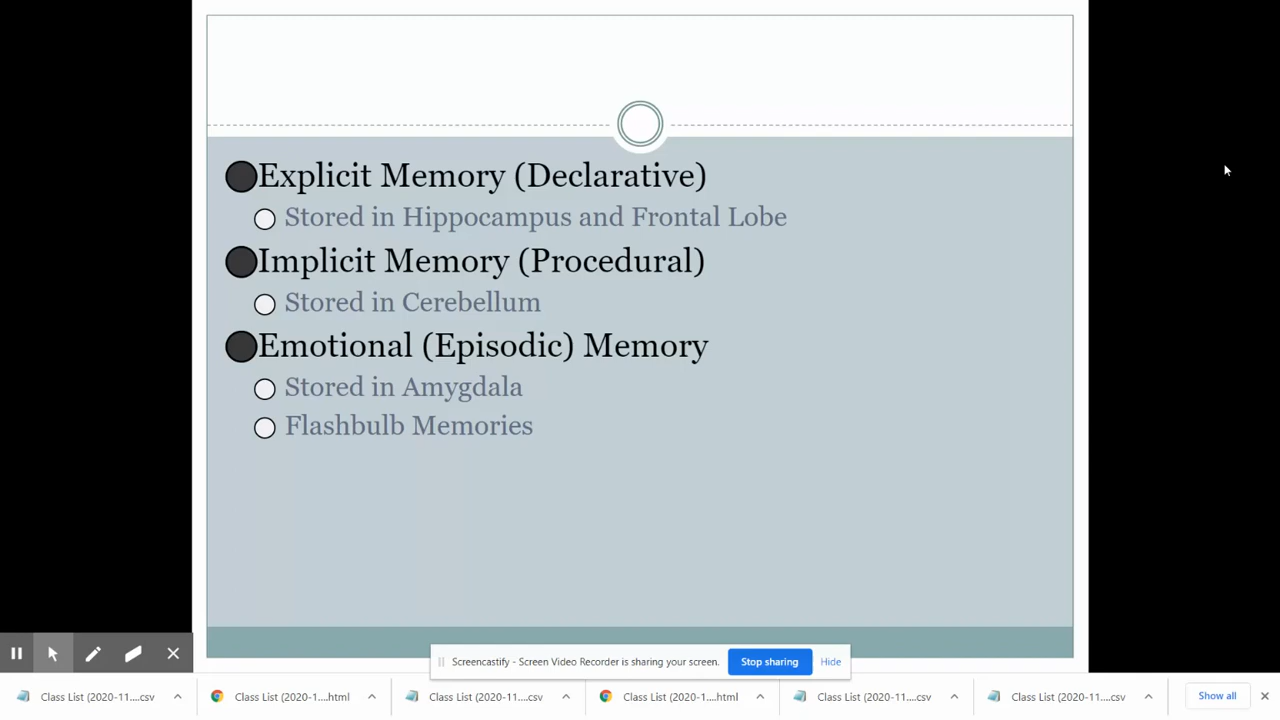 Explicit Memory (Declarative)
Stored in Hippocampus and Frontal Lobe
Implicit Memory (Procedural)
Stored in Cerebellum
Emotional (Episodic) Memory
Stored in Amygdala
Flashbulb Memories
Screencastify - Screen Video Recorder is sharing your screen. Stop sharing Hide
Class List (2020-11....csv Class List (2020-1....html Class List (2020-11....csv Class List (2020-1....html Class List (2020-11....csv Class List (2020-11....csv Show all